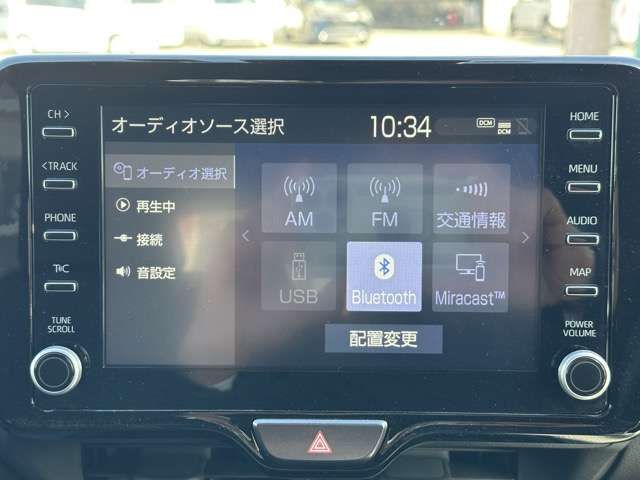 CH >
<TRACK
PHONE
T C
TUNE
SCROLL
オーディオソース選択
10:34
DCM
DCM
オーディオ選択
再生中
接続
音設定
AM
FM
交通情報
USB
Bluetooth
Miracast™
配置変更
HOME
MENU
AUDIO
MAP
POWER
VOLUME